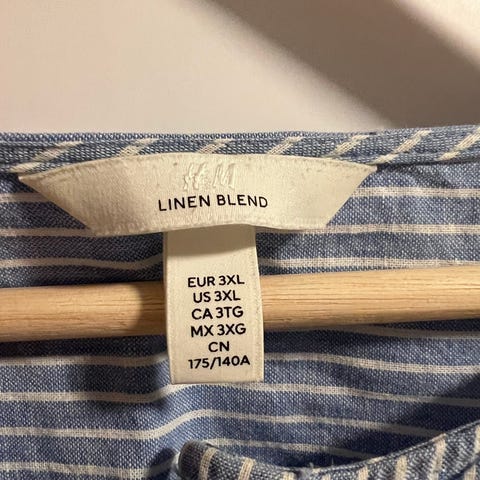 H&M
LINEN BLEND
EUR 3XL
US 3XL
CA 3TG
MX 3XG
CN
175/140A